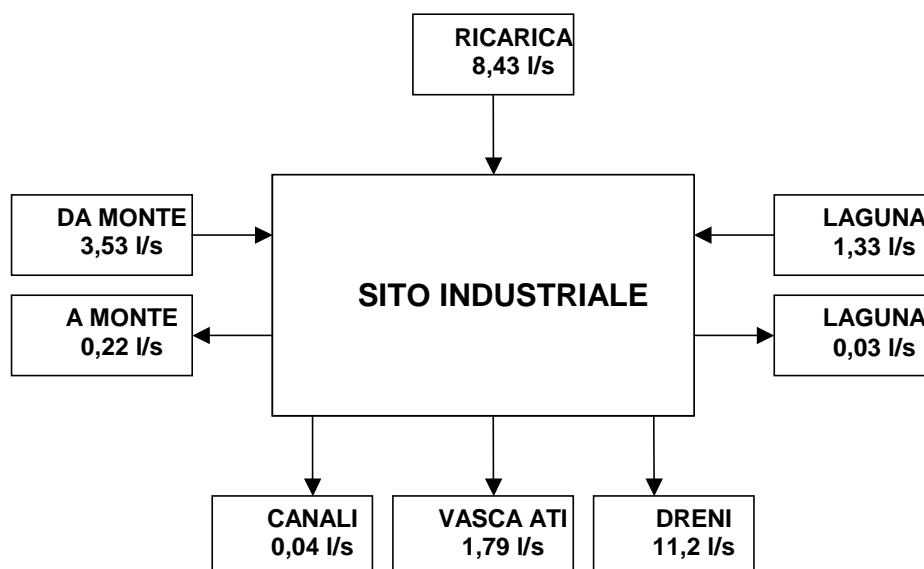 RICARICA
8,43 l/s
DA MONTE
3,53 l/s
LAGUNA
1,33 l/s
SITO INDUSTRIALE
A MONTE
0,22 l/s
LAGUNA
0,03 l/s
CANALI
0,04 l/s
VASCA ATI
1,79 l/s
DRENI
11,2 l/s